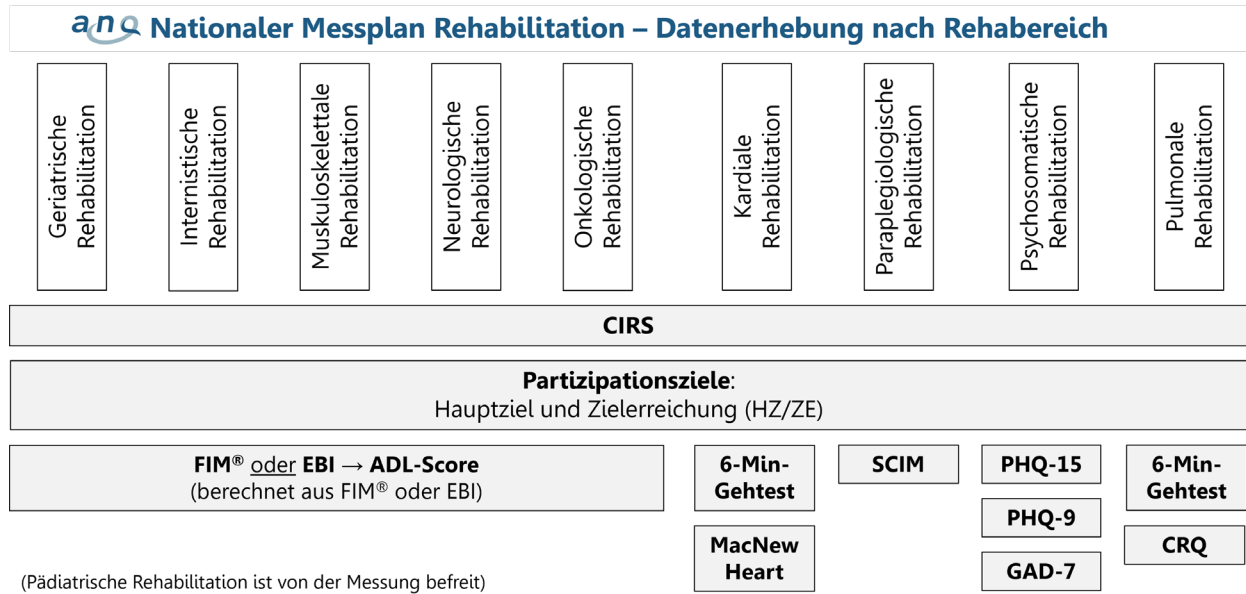 anq Nationaler Messplan Rehabilitation – Datenerhebung nach Rehabereich
Geriatrische
Rehabilitation
Internistische
Rehabilitation
Muskuloskelettale
Rehabilitation
Neurologische
Rehabilitation
Onkologische
Rehabilitation
Kardiale
Rehabilitation
Paraplegiologische
Rehabilitation
Psychosomatische
Rehabilitation
Pulmonale
Rehabilitation
CIRS
Partizipationsziele:
Hauptziel und Zielerreichung (HZ/ZE)
FIM® oder EBI → ADL-Score
(berechnet aus FIM® oder EBI)
6-Min-
Gehtest
MacNew
Heart
SCIM
PHQ-15
PHQ-9
GAD-7
6-Min-
Gehtest
CRQ
(Pädiatrische Rehabilitation ist von der Messung befreit)